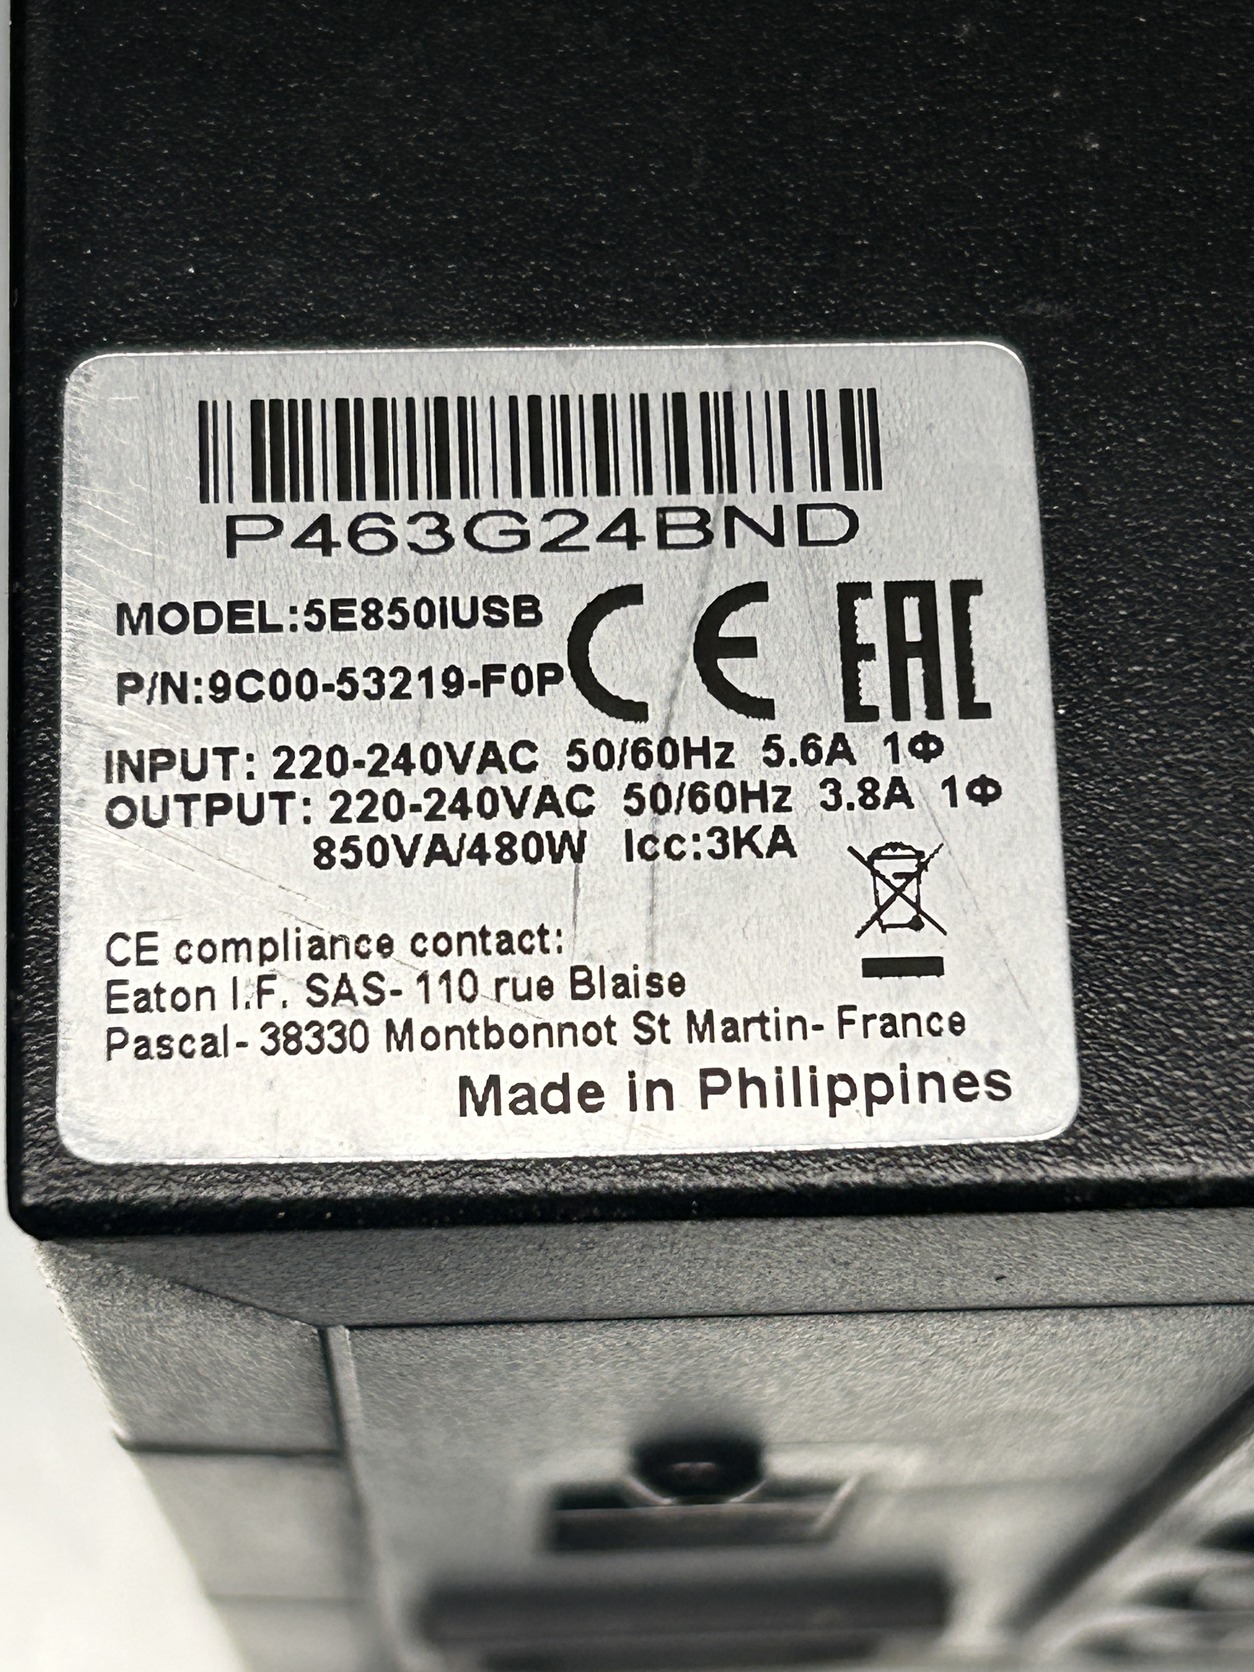 P463G24BND
MODEL:5E850IUSB
P/N:9C00-53219-F0P
CE EAC
INPUT: 220-240VAC 50/60Hz 5.6A 1Φ
OUTPUT: 220-240VAC 50/60Hz 3.8A 1Φ
850VA/480W Icc:3KA
CE compliance contact:
Eaton I.F. SAS- 110 rue Blaise
Pascal- 38330 Montbonnot St Martin- France
Made in Philippines